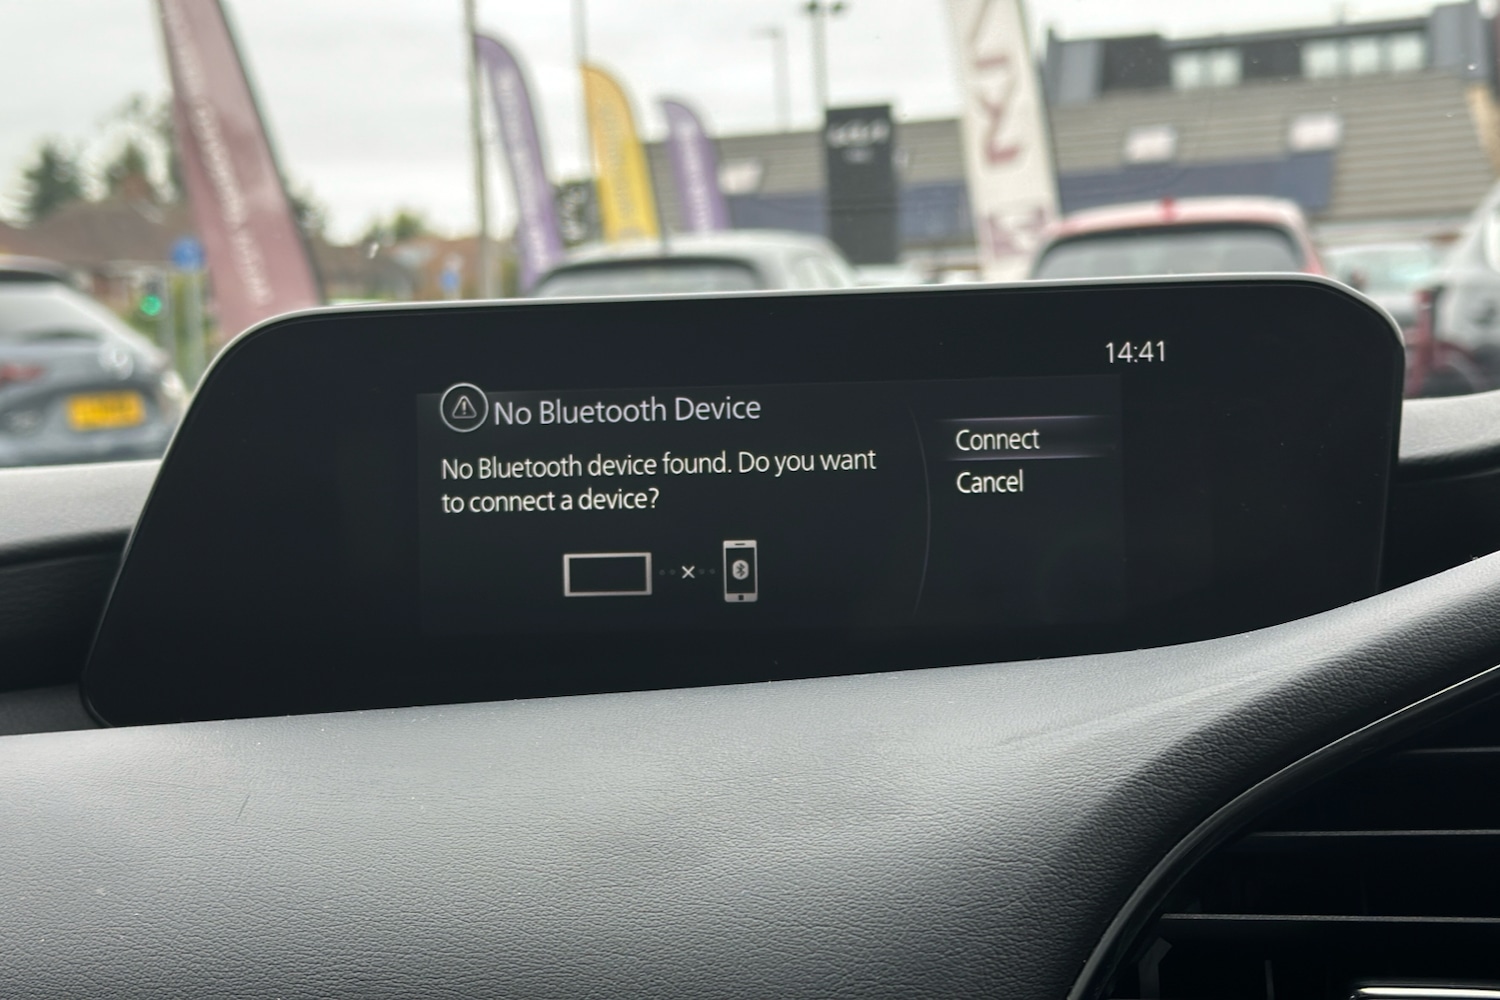 14:41
No Bluetooth Device
No Bluetooth device found. Do you want
to connect a device?
Connect
Cancel